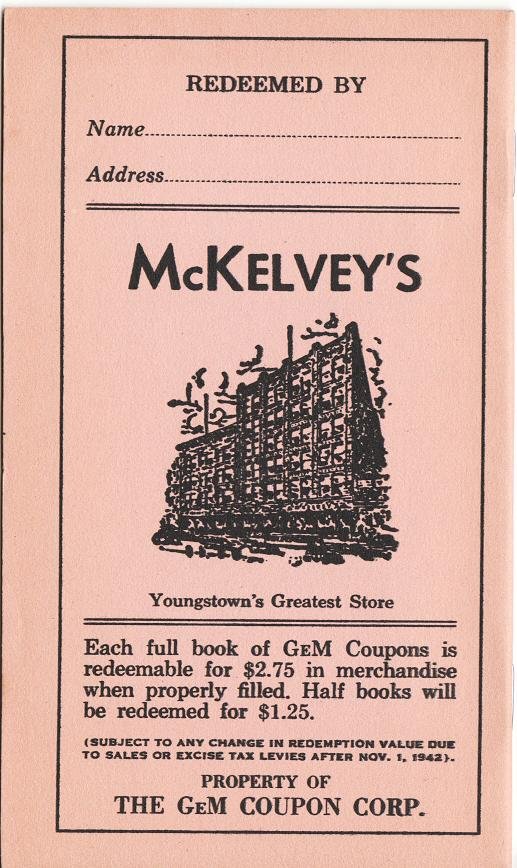 REDEEMED BY
Name
Address
McKELVEY'S
Youngstown's Greatest Store
Each full book of GEM Coupons is
redeemable for $2.75 in merchandise
when properly filled. Half books will
be redeemed for $1.25.
(SUBJECT TO ANY CHANGE IN REDEMPTION VALUE DUE
TO SALES OR EXCISE TAX LEVIES AFTER NOV. 1, 1942).
PROPERTY OF
THE GEM COUPON CORP.